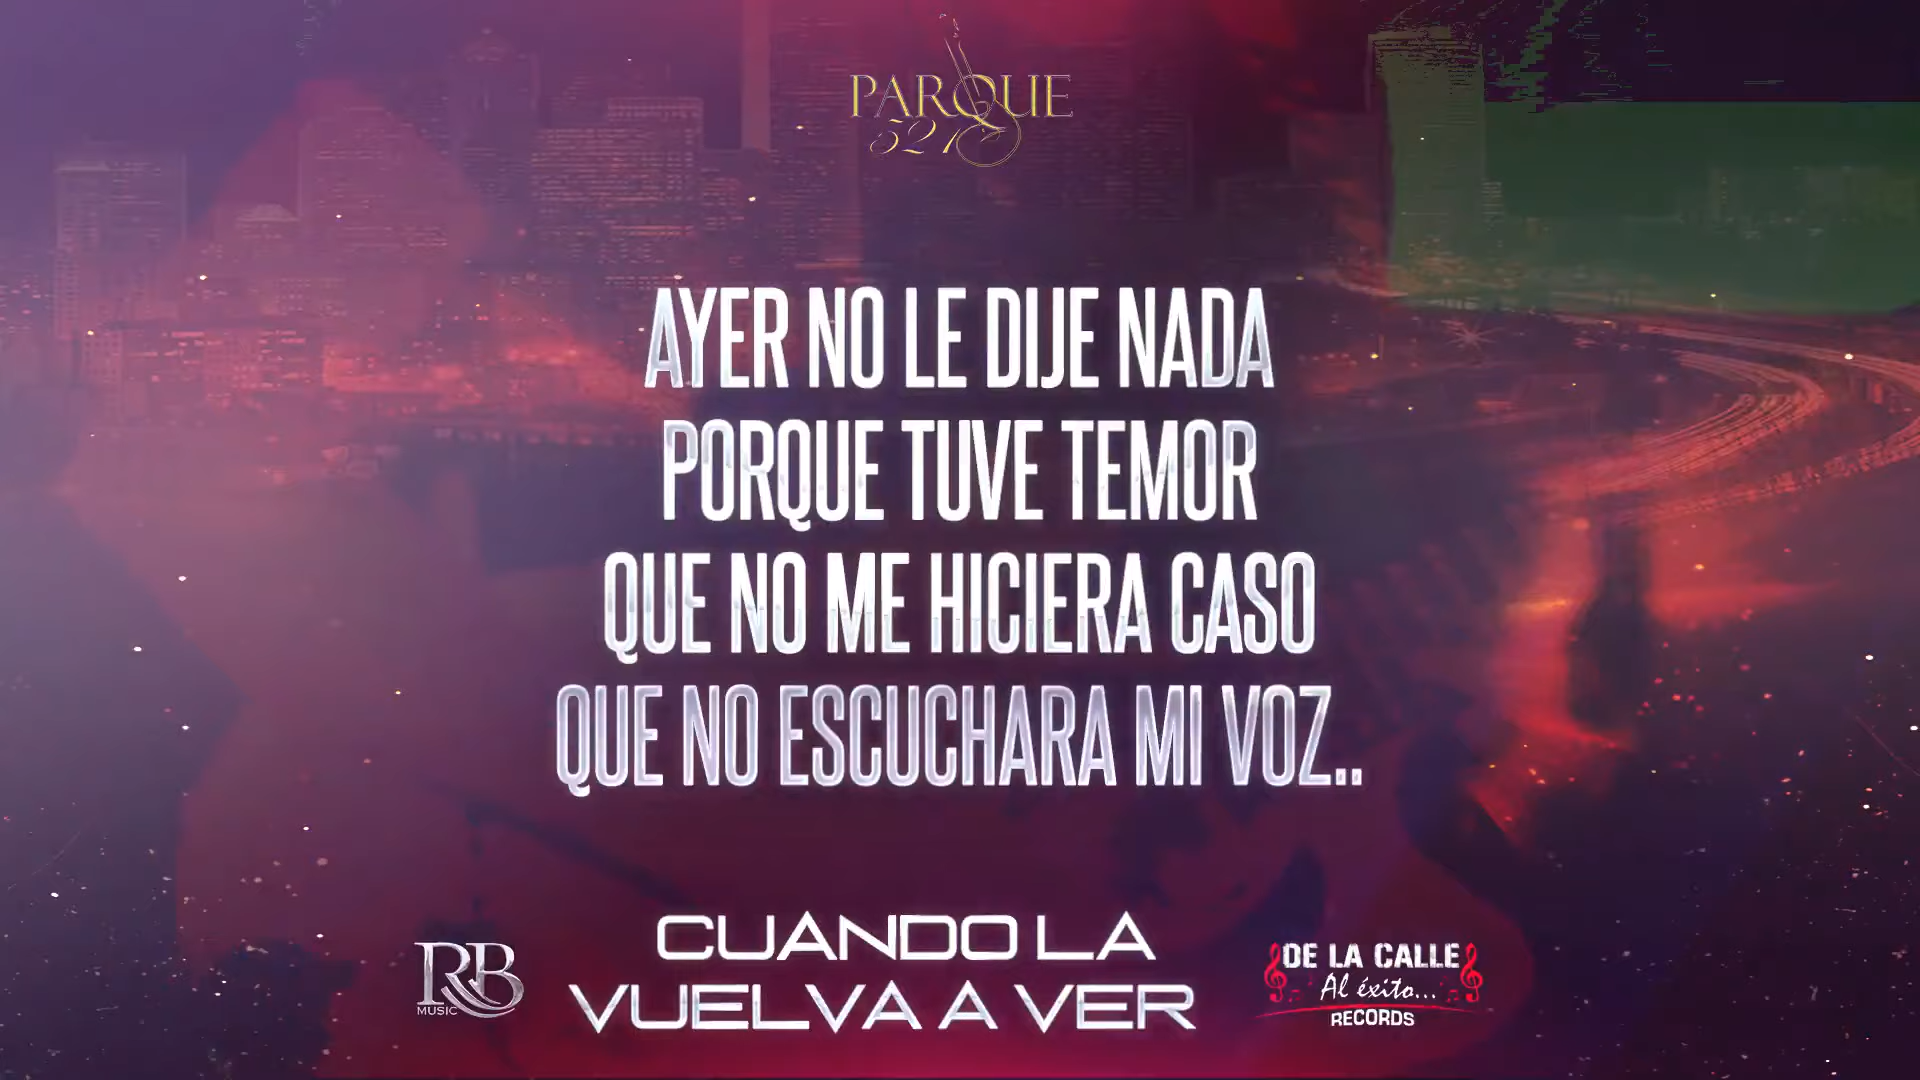 PARQUE
5213
AYER NO LE DIJE NADA
PORQUE TUVE TEMOR
QUE NO ME HICIERA CASO
QUE NO ESCUCHARA MI VOZ..
CUANDO LA
VUELVA A VER
RB
MUSIC
DE LA CALLE
Al éxito...
RECORDS